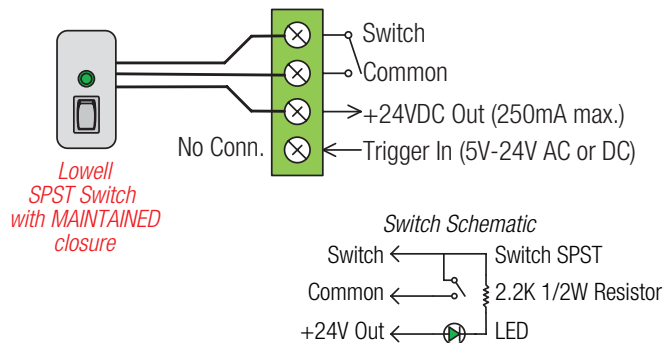 Switch
Common
+24VDC Out (250mA max.)
No Conn.
Trigger In (5V-24V AC or DC)
Lowell
SPST Switch
with MAINTAINED
closure
Switch Schematic
Switch
Switch SPST
Common
2.2K 1/2W Resistor
+24V Out
LED